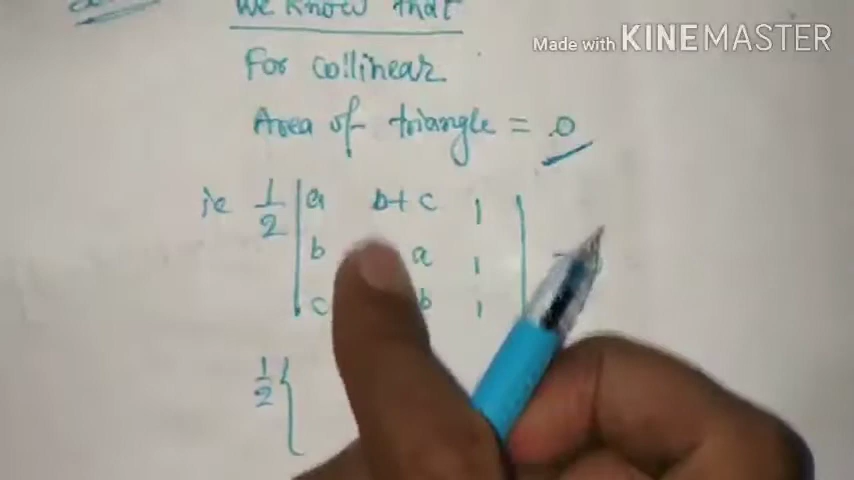 We know that
Made with KINEMASTER
For collinear
Area of triangle = 0
ie 1/2 | a b+c 1 |
b a 1
c b 1
1/2 {